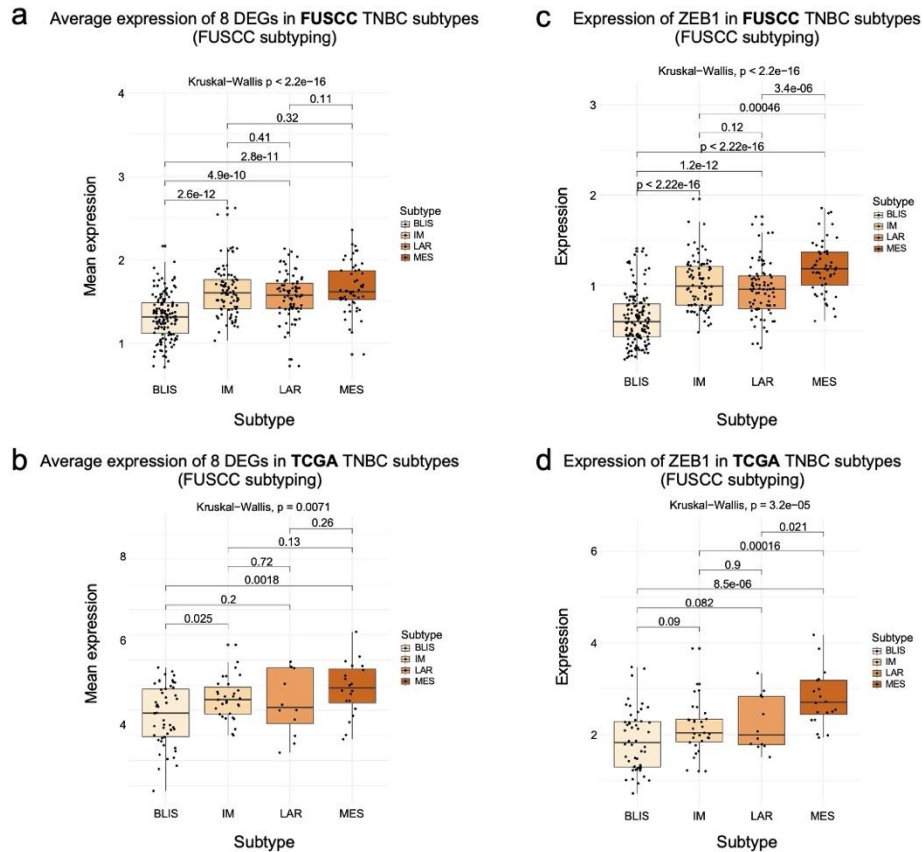 a
Average expression of 8 DEGs in FUSCC TNBC subtypes
(FUSCC subtyping)
Kruskal−Wallis p < 2.2e−16
0.11
0.32
0.41
2.8e-11
4.9e-10
2.6e-12
4
3
2
1
Mean expression
Subtype
BLIS
IM
LAR
MES
BLIS
IM
LAR
MES
Subtype
c
Expression of ZEB1 in FUSCC TNBC subtypes
(FUSCC subtyping)
Kruskal−Wallis, p < 2.2e−16
3.4e-06
0.00046
0.12
p < 2.22e-16
1.2e-12
p < 2.22e-16
3
2
1
Expression
Subtype
BLIS
IM
LAR
MES
BLIS
IM
LAR
MES
Subtype
b
Average expression of 8 DEGs in TCGA TNBC subtypes
(FUSCC subtyping)
Kruskal−Wallis, p = 0.0071
0.26
0.13
0.72
0.0018
0.2
0.025
8
6
4
Mean expression
Subtype
BLIS
IM
LAR
MES
BLIS
IM
LAR
MES
Subtype
d
Expression of ZEB1 in TCGA TNBC subtypes
(FUSCC subtyping)
Kruskal−Wallis, p = 3.2e−05
0.021
0.00016
0.9
8.5e-06
0.082
0.09
6
4
2
Expression
Subtype
BLIS
IM
LAR
MES
BLIS
IM
LAR
MES
Subtype